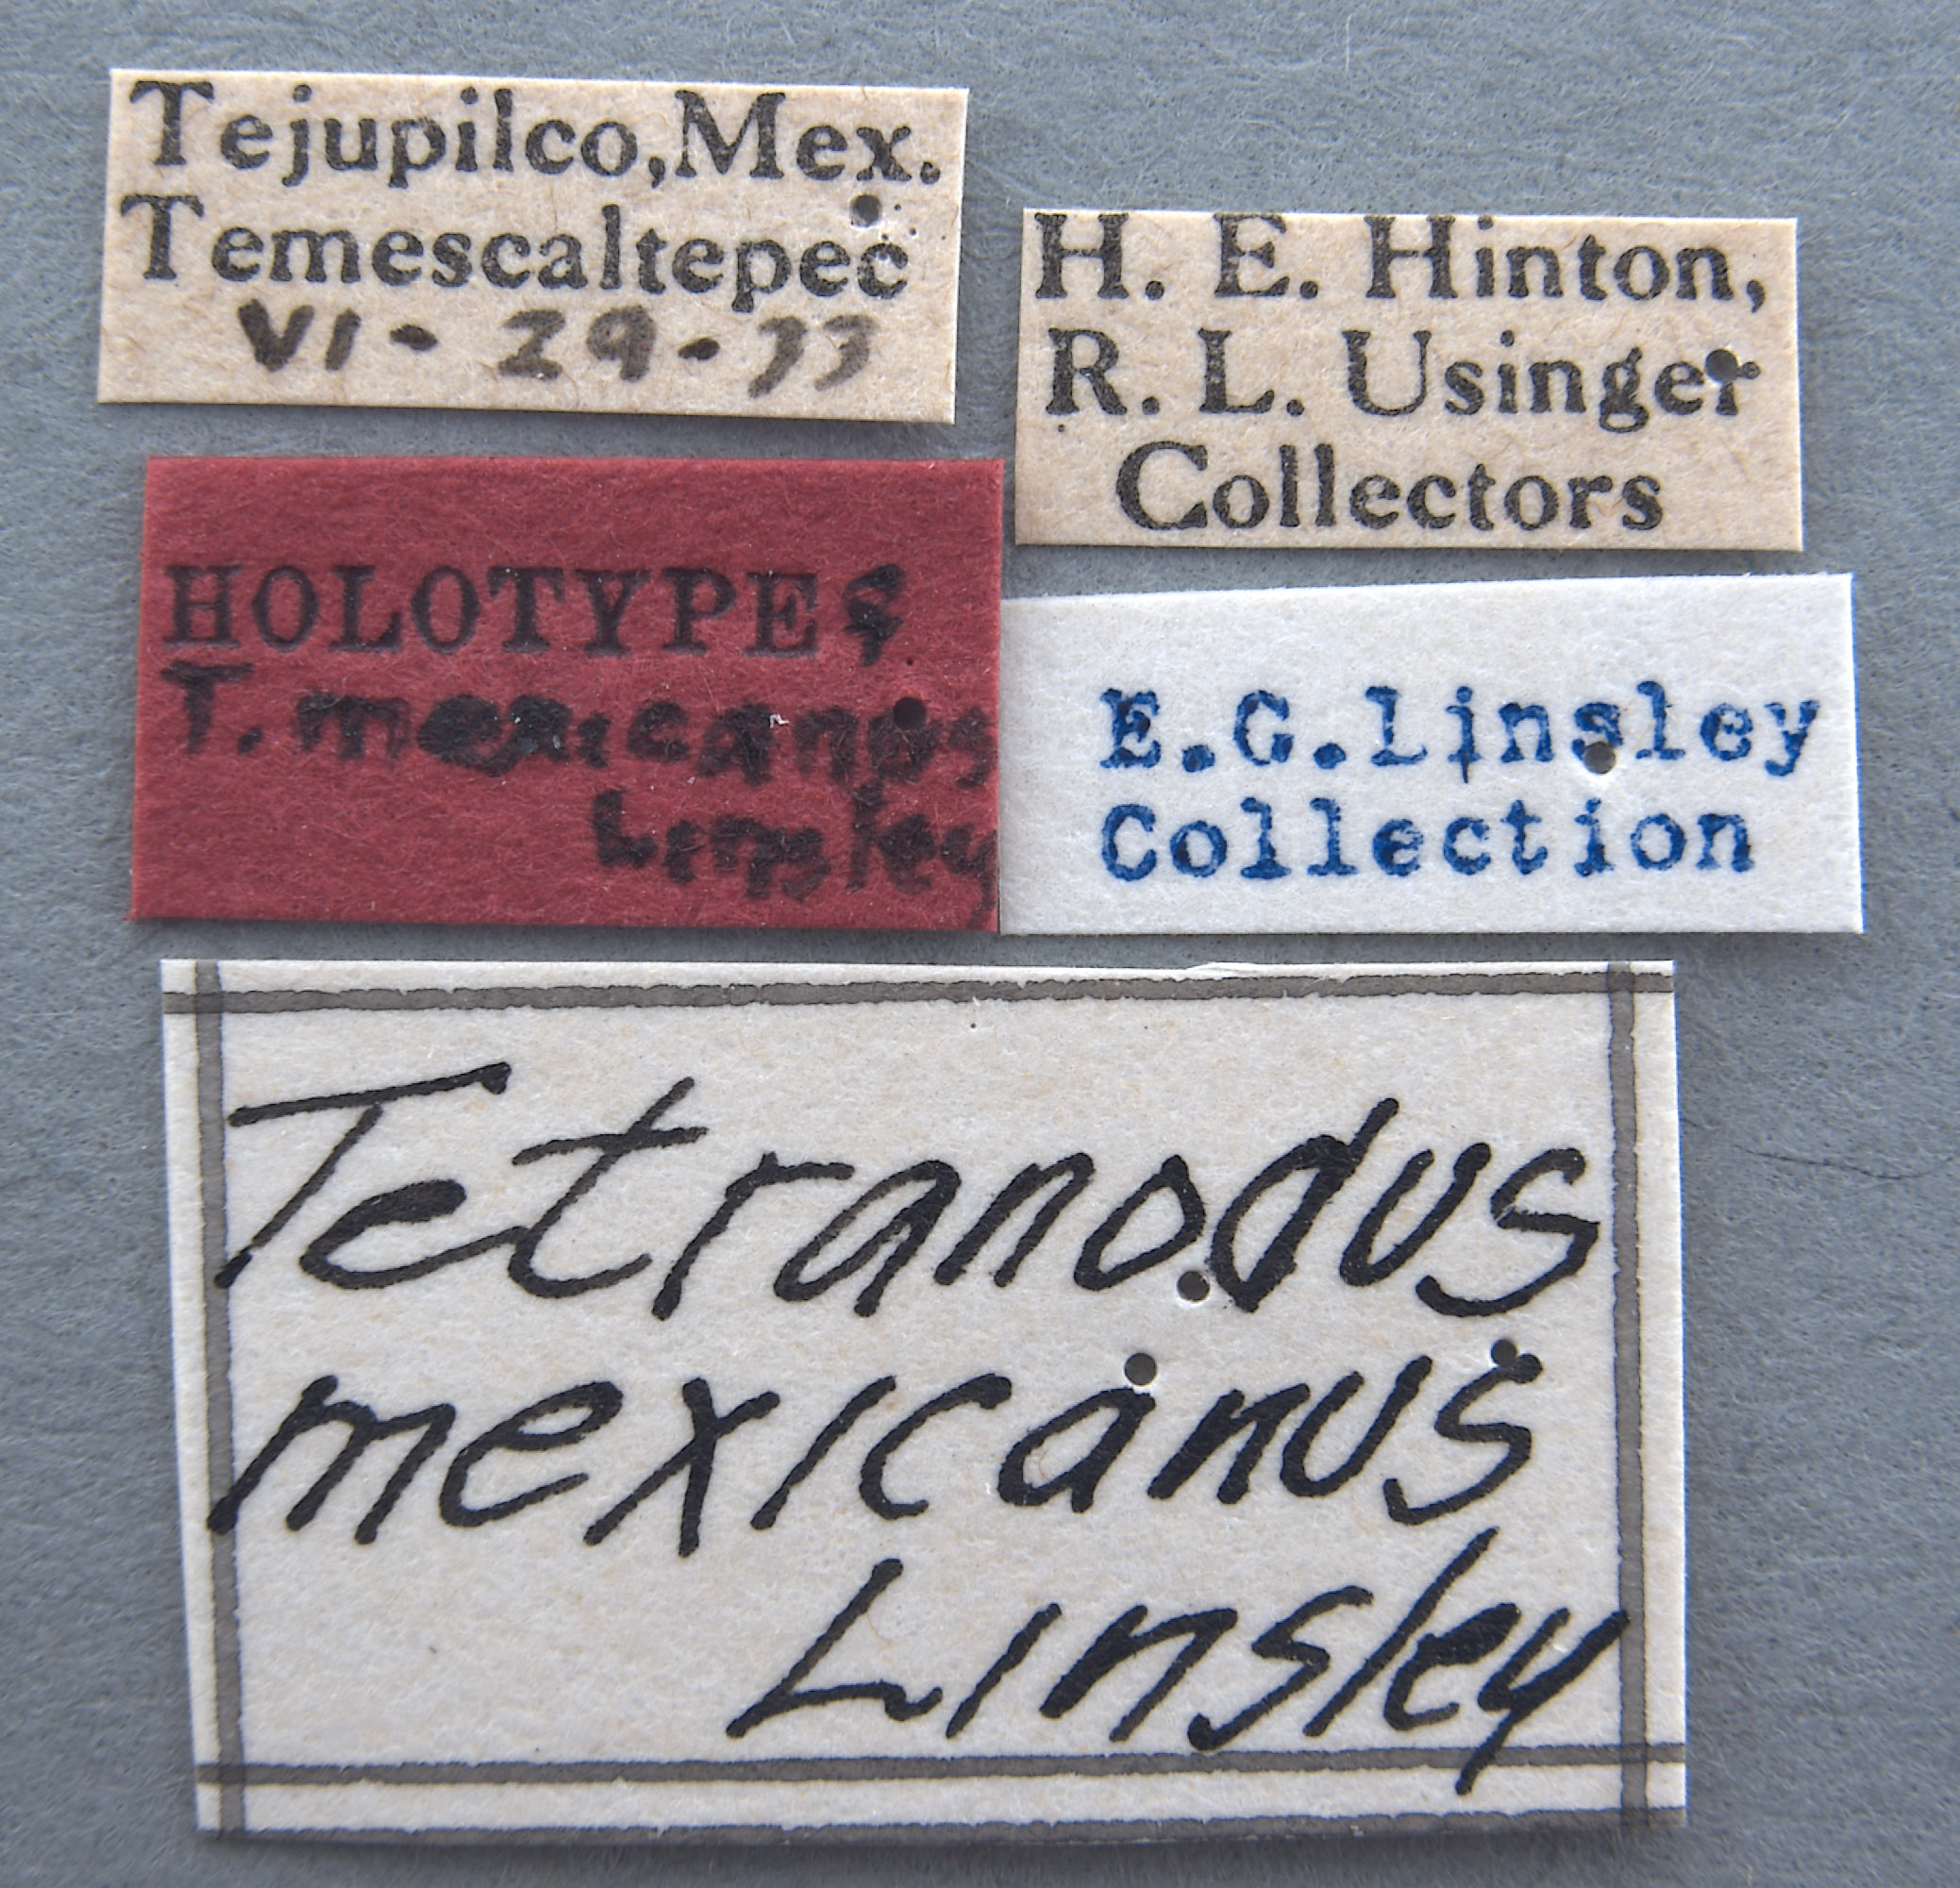 Tejupilco, Mex.
Temescaltepec
VI - 29 - 33
H. E. Hinton,
R. L. Usinger
Collectors
HOLOTYPE ♀
T. mexicanus
Linsley
E.G.Linsley
Collection
Tetranodus
mexicanus
Linsley